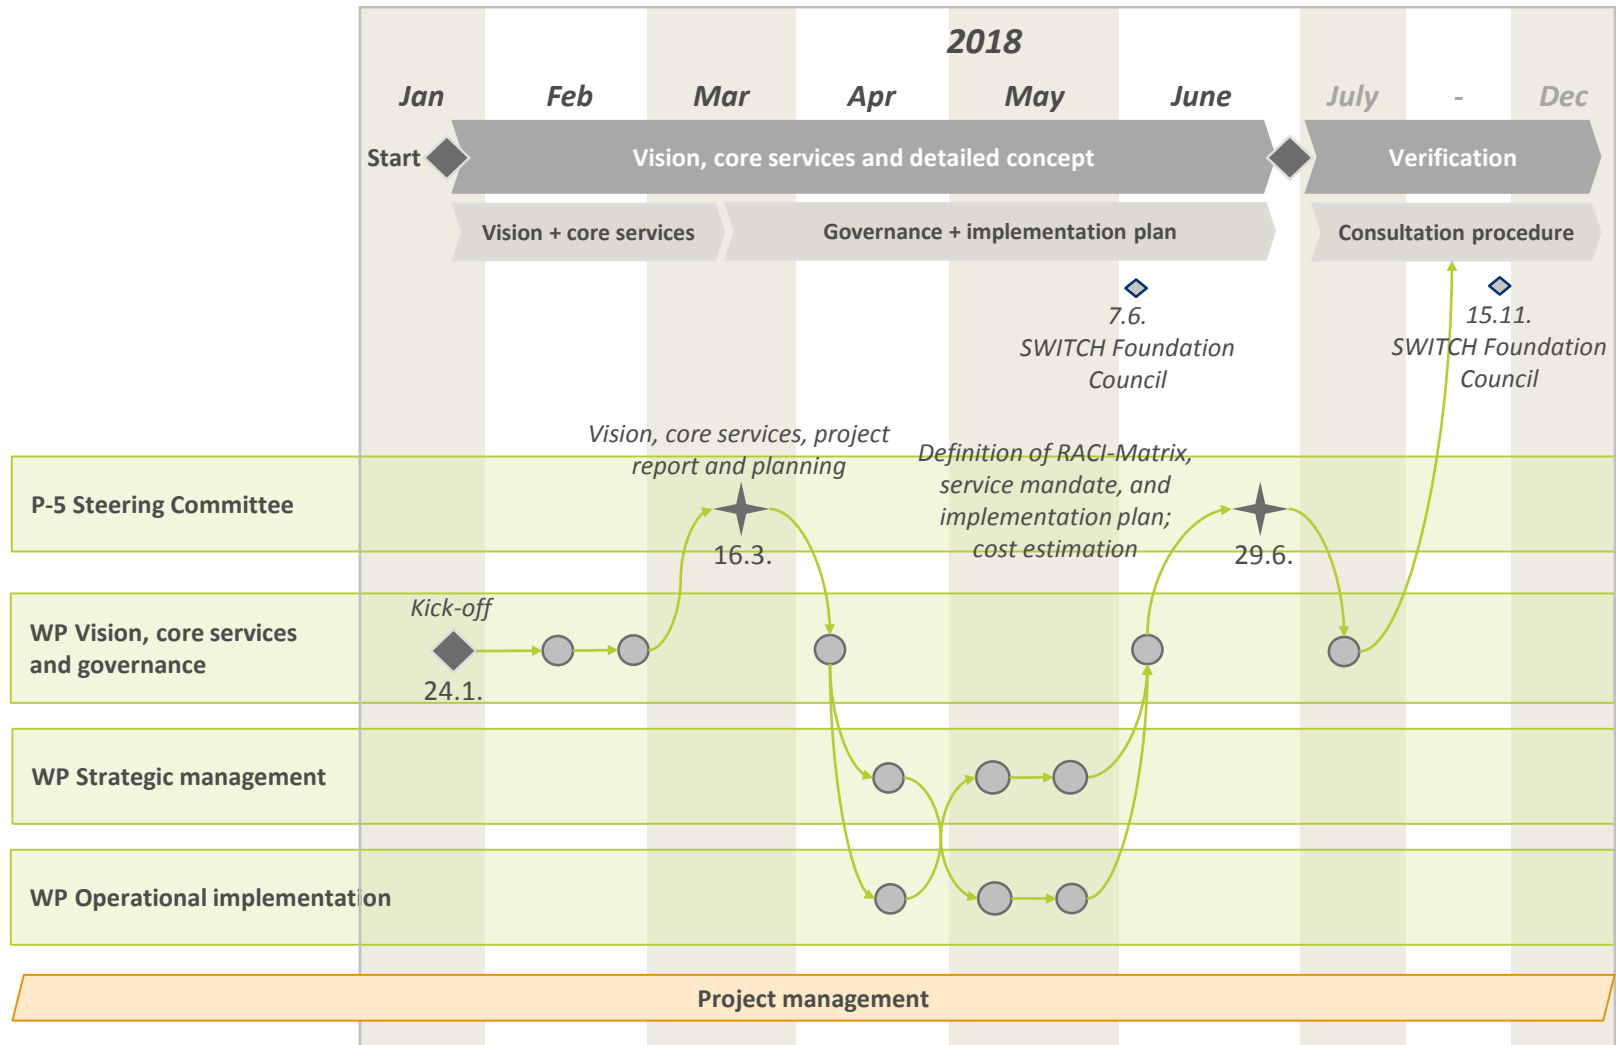 2018
Jan
Feb
Mar
Apr
May
June
July
-
Dec
Start
Vision, core services and detailed concept
Verification
Vision + core services
Governance + implementation plan
Consultation procedure
7.6.
SWITCH Foundation
Council
15.11.
SWITCH Foundation
Council
Vision, core services, project
report and planning
Definition of RACI-Matrix,
service mandate, and
implementation plan;
cost estimation
P-5 Steering Committee
16.3.
29.6.
Kick-off
WP Vision, core services
and governance
24.1.
WP Strategic management
WP Operational implementation
Project management